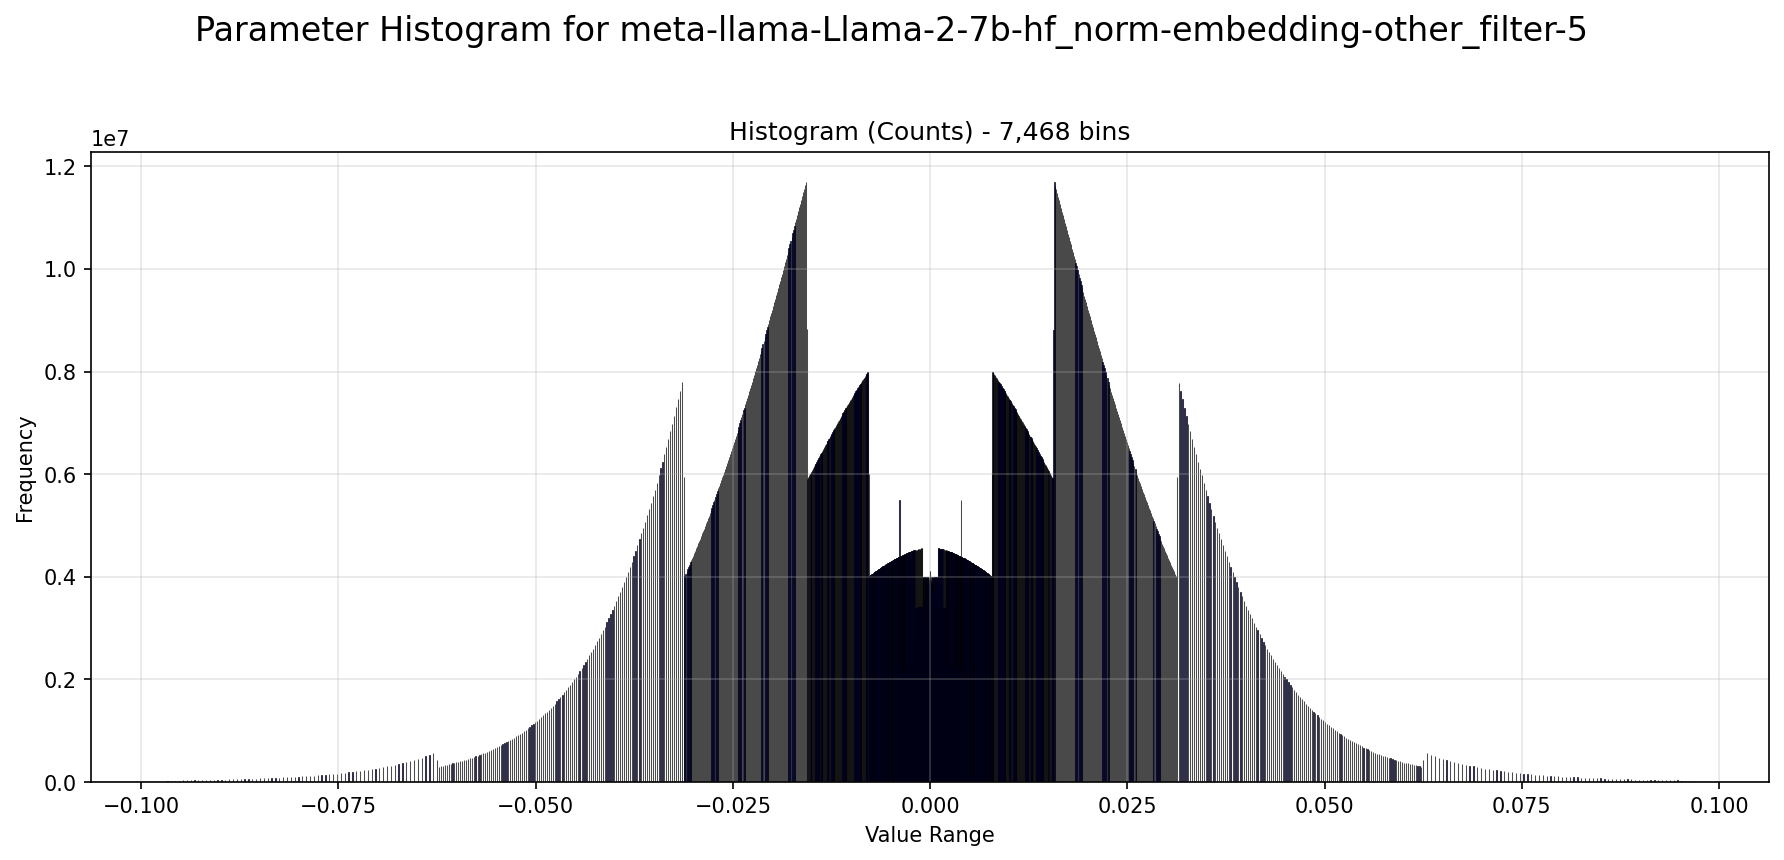 Parameter Histogram for meta-llama-Llama-2-7b-hf_norm-embedding-other_filter-5
Histogram (Counts) - 7,468 bins
1e7
1.2
1.0
0.8
0.6
0.4
0.2
0.0
Frequency
−0.100 −0.075 −0.050 −0.025 0.000 0.025 0.050 0.075 0.100
Value Range